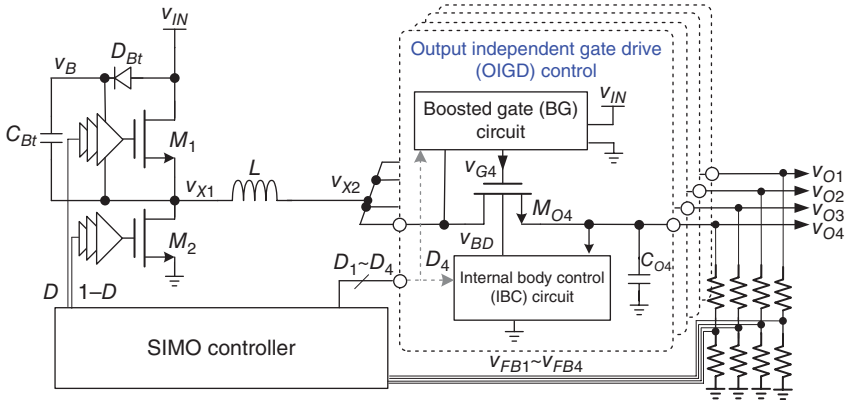 v_IN
D_Bt
v_B
C_Bt
M_1
v_X1
L
v_X2
M_2
D
1–D
SIMO controller
D_1~D_4
Output independent gate drive
(OIGD) control
Boosted gate (BG)
circuit
v_IN
v_G4
M_O4
v_BD
D_4
Internal body control
(IBC) circuit
C_O4
v_O1
v_O2
v_O3
v_O4
v_FB1~v_FB4